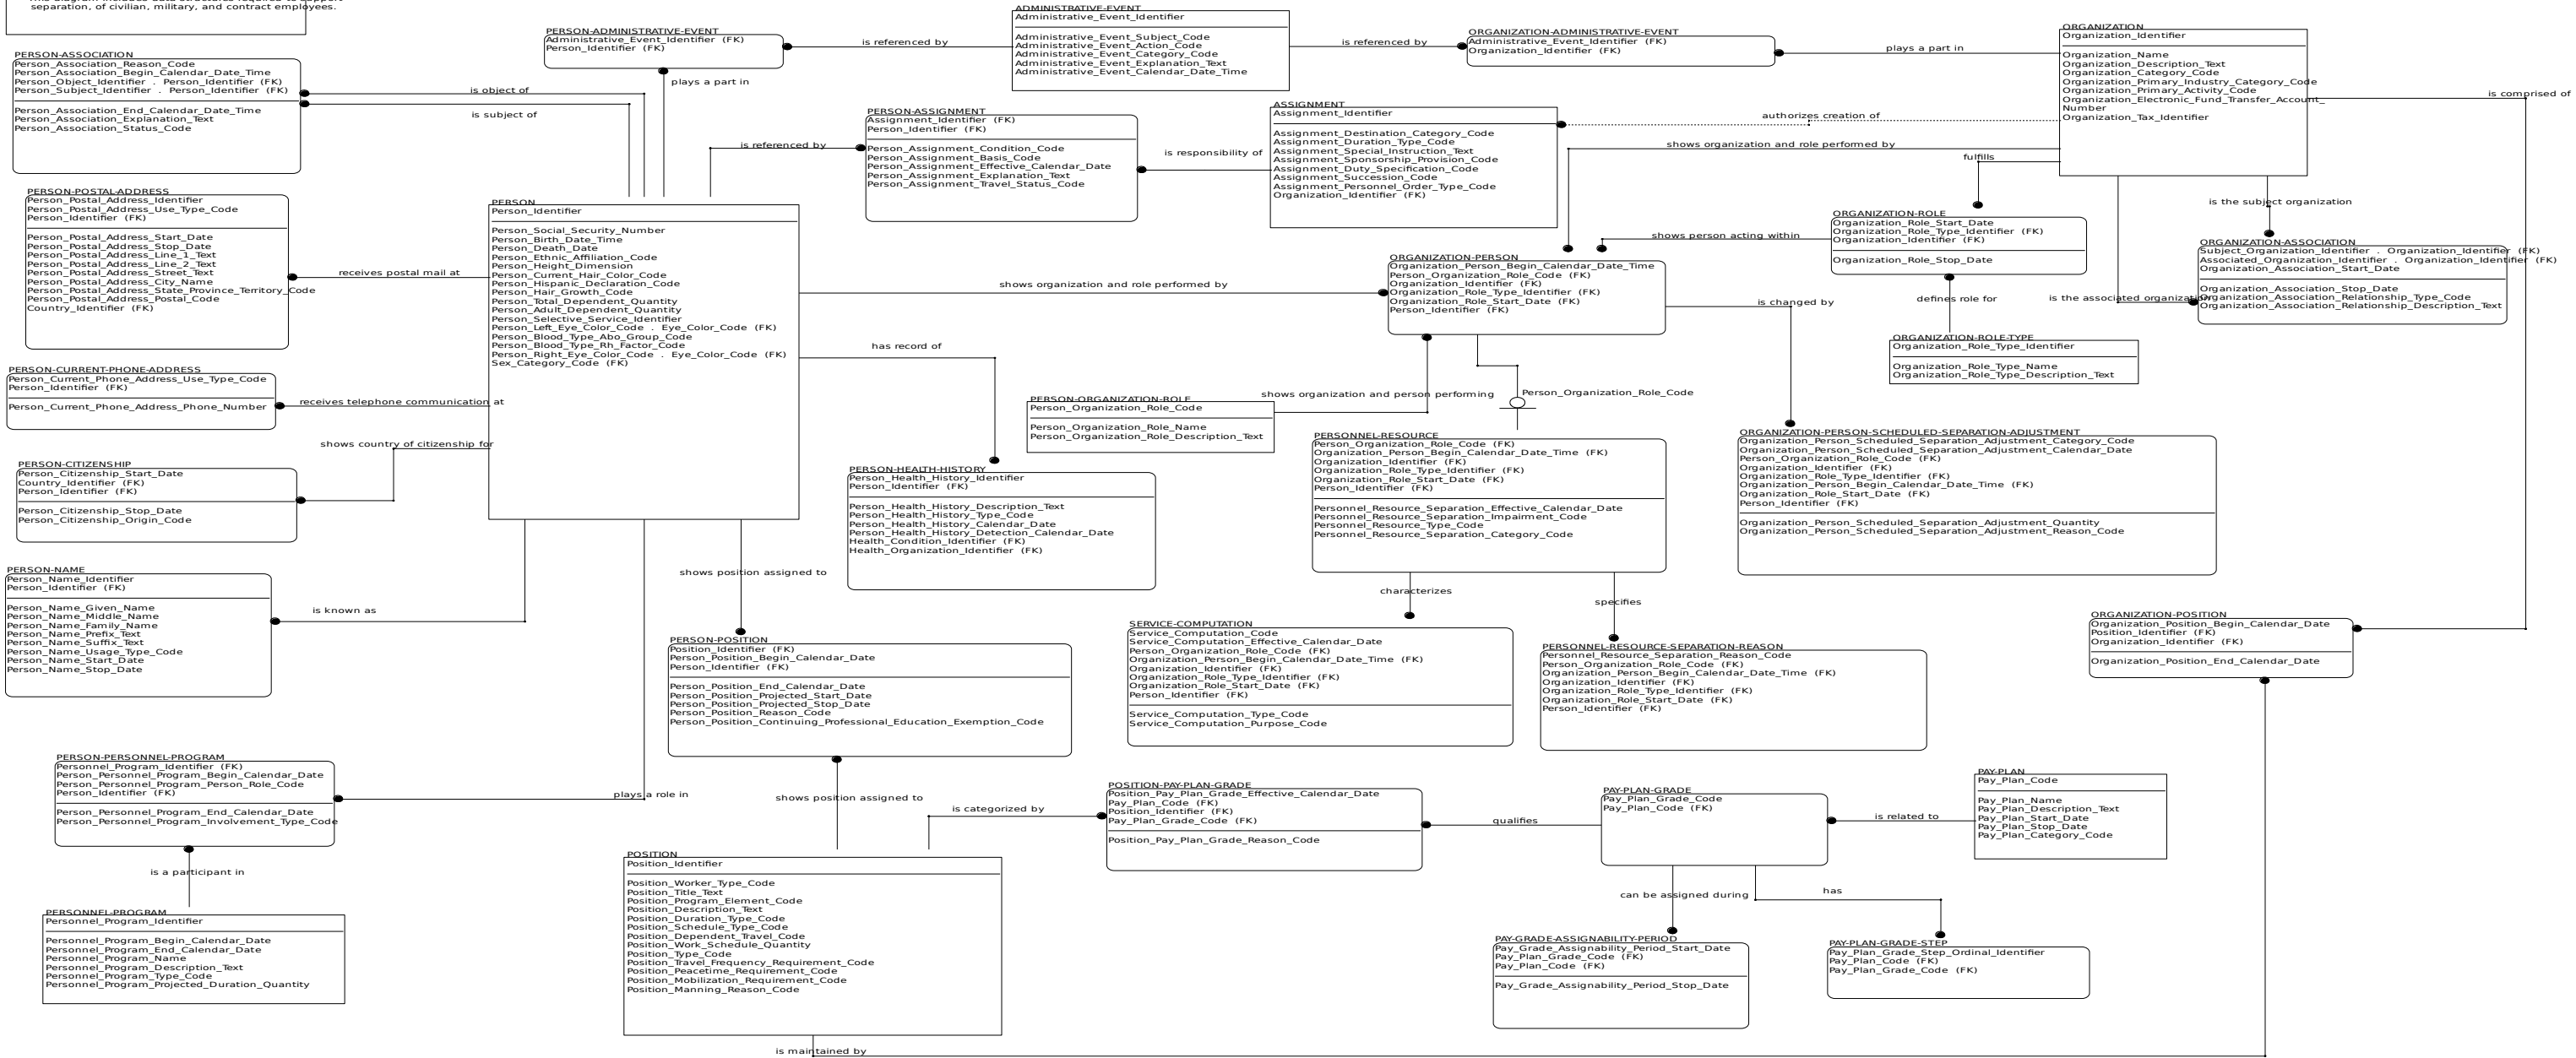 separation, of civilian, military, and contract employees.
PERSON-ASSOCIATION
Person_Association_Reason_Code
Person_Association_Begin_Calendar_Date_Time
Person_Object_Identifier . Person_Identifier (FK)
Person_Subject_Identifier . Person_Identifier (FK)
Person_Association_End_Calendar_Date_Time
Person_Association_Explanation_Text
Person_Association_Status_Code
is object of
is subject of
PERSON-ADMINISTRATIVE-EVENT
Administrative_Event_Identifier (FK)
Person_Identifier (FK)
plays a part in
is referenced by
ADMINISTRATIVE-EVENT
Administrative_Event_Identifier
Administrative_Event_Subject_Code
Administrative_Event_Action_Code
Administrative_Event_Category_Code
Administrative_Event_Explanation_Text
Administrative_Event_Calendar_Date_Time
is referenced by
ORGANIZATION-ADMINISTRATIVE-EVENT
Administrative_Event_Identifier (FK)
Organization_Identifier (FK)
plays a part in
ORGANIZATION
Organization_Identifier
Organization_Name
Organization_Description_Text
Organization_Category_Code
Organization_Primary_Industry_Category_Code
Organization_Primary_Activity_Code
Organization_Electronic_Fund_Transfer_Account_
Number
Organization_Tax_Identifier
is comprised of
PERSON-ASSIGNMENT
Assignment_Identifier (FK)
Person_Identifier (FK)
Person_Assignment_Condition_Code
Person_Assignment_Basis_Code
Person_Assignment_Effective_Calendar_Date
Person_Assignment_Explanation_Text
Person_Assignment_Travel_Status_Code
is referenced by
is responsibility of
ASSIGNMENT
Assignment_Identifier
Assignment_Destination_Category_Code
Assignment_Duration_Type_Code
Assignment_Special_Instruction_Text
Assignment_Sponsorship_Provision_Code
Assignment_Duty_Specification_Code
Assignment_Succession_Code
Assignment_Personnel_Order_Type_Code
Organization_Identifier (FK)
authorizes creation of
shows organization and role performed by
fulfills
is the subject organization
PERSON-POSTAL-ADDRESS
Person_Postal_Address_Identifier
Person_Postal_Address_Use_Type_Code
Person_Identifier (FK)
Person_Postal_Address_Start_Date
Person_Postal_Address_Stop_Date
Person_Postal_Address_Line_1_Text
Person_Postal_Address_Line_2_Text
Person_Postal_Address_Street_Text
Person_Postal_Address_City_Name
Person_Postal_Address_State_Province_Territory_Code
Person_Postal_Address_Postal_Code
Country_Identifier (FK)
receives postal mail at
PERSON
Person_Identifier
Person_Social_Security_Number
Person_Birth_Date_Time
Person_Death_Date
Person_Ethnic_Affiliation_Code
Person_Height_Dimension
Person_Current_Hair_Color_Code
Person_Hispanic_Declaration_Code
Person_Hair_Growth_Code
Person_Total_Dependent_Quantity
Person_Adult_Dependent_Quantity
Person_Selective_Service_Identifier
Person_Left_Eye_Color_Code . Eye_Color_Code (FK)
Person_Blood_Type_Abo_Group_Code
Person_Blood_Type_Rh_Factor_Code
Person_Right_Eye_Color_Code . Eye_Color_Code (FK)
Sex_Category_Code (FK)
shows organization and role performed by
has record of
ORGANIZATION-PERSON
Organization_Person_Begin_Calendar_Date_Time
Person_Organization_Role_Code (FK)
Organization_Identifier (FK)
Organization_Role_Type_Identifier (FK)
Organization_Role_Start_Date (FK)
Person_Identifier (FK)
shows person acting within
ORGANIZATION-ROLE
Organization_Role_Start_Date
Organization_Role_Type_Identifier (FK)
Organization_Identifier (FK)
Organization_Role_Stop_Date
is changed by
defines role for
is the associated organization
ORGANIZATION-ASSOCIATION
Subject_Organization_Identifier . Organization_Identifier (FK)
Associated_Organization_Identifier . Organization_Identifier (FK)
Organization_Association_Start_Date
Organization_Association_Stop_Date
Organization_Association_Relationship_Type_Code
Organization_Association_Relationship_Description_Text
ORGANIZATION-ROLE-TYPE
Organization_Role_Type_Identifier
Organization_Role_Type_Name
Organization_Role_Type_Description_Text
PERSON-CURRENT-PHONE-ADDRESS
Person_Current_Phone_Address_Use_Type_Code
Person_Identifier (FK)
Person_Current_Phone_Address_Phone_Number
receives telephone communication at
shows country of citizenship for
PERSON-CITIZENSHIP
Person_Citizenship_Start_Date
Country_Identifier (FK)
Person_Identifier (FK)
Person_Citizenship_Stop_Date
Person_Citizenship_Origin_Code
PERSON-ORGANIZATION-ROLE
Person_Organization_Role_Code
Person_Organization_Role_Name
Person_Organization_Role_Description_Text
shows organization and person performing
Person_Organization_Role_Code
PERSON-HEALTH-HISTORY
Person_Health_History_Identifier
Person_Identifier (FK)
Person_Health_History_Description_Text
Person_Health_History_Type_Code
Person_Health_History_Calendar_Date
Person_Health_History_Detection_Calendar_Date
Health_Condition_Identifier (FK)
Health_Organization_Identifier (FK)
PERSONNEL-RESOURCE
Person_Organization_Role_Code (FK)
Organization_Person_Begin_Calendar_Date_Time (FK)
Organization_Identifier (FK)
Organization_Role_Type_Identifier (FK)
Organization_Role_Start_Date (FK)
Person_Identifier (FK)
Personnel_Resource_Separation_Effective_Calendar_Date
Personnel_Resource_Separation_Impairment_Code
Personnel_Resource_Type_Code
Personnel_Resource_Separation_Category_Code
ORGANIZATION-PERSON-SCHEDULED-SEPARATION-ADJUSTMENT
Organization_Person_Scheduled_Separation_Adjustment_Category_Code
Organization_Person_Scheduled_Separation_Adjustment_Calendar_Date
Person_Organization_Role_Code (FK)
Organization_Identifier (FK)
Organization_Role_Type_Identifier (FK)
Organization_Person_Begin_Calendar_Date_Time (FK)
Organization_Role_Start_Date (FK)
Person_Identifier (FK)
Organization_Person_Scheduled_Separation_Adjustment_Quantity
Organization_Person_Scheduled_Separation_Adjustment_Reason_Code
PERSON-NAME
Person_Name_Identifier
Person_Identifier (FK)
Person_Name_Given_Name
Person_Name_Middle_Name
Person_Name_Family_Name
Person_Name_Prefix_Text
Person_Name_Suffix_Text
Person_Name_Usage_Type_Code
Person_Name_Start_Date
Person_Name_Stop_Date
is known as
shows position assigned to
characterizes
specifies
PERSON-POSITION
Position_Identifier (FK)
Person_Position_Begin_Calendar_Date
Person_Identifier (FK)
Person_Position_End_Calendar_Date
Person_Position_Projected_Start_Date
Person_Position_Projected_Stop_Date
Person_Position_Reason_Code
Person_Position_Continuing_Professional_Education_Exemption_Code
SERVICE-COMPUTATION
Service_Computation_Code
Service_Computation_Effective_Calendar_Date
Person_Organization_Role_Code (FK)
Organization_Person_Begin_Calendar_Date_Time (FK)
Organization_Identifier (FK)
Organization_Role_Type_Identifier (FK)
Organization_Role_Start_Date (FK)
Person_Identifier (FK)
Service_Computation_Type_Code
Service_Computation_Purpose_Code
PERSONNEL-RESOURCE-SEPARATION-REASON
Personnel_Resource_Separation_Reason_Code
Person_Organization_Role_Code (FK)
Organization_Person_Begin_Calendar_Date_Time (FK)
Organization_Identifier (FK)
Organization_Role_Type_Identifier (FK)
Organization_Role_Start_Date (FK)
Person_Identifier (FK)
ORGANIZATION-POSITION
Organization_Position_Begin_Calendar_Date
Position_Identifier (FK)
Organization_Identifier (FK)
Organization_Position_End_Calendar_Date
PERSON-PERSONNEL-PROGRAM
Personnel_Program_Identifier (FK)
Person_Personnel_Program_Begin_Calendar_Date
Person_Personnel_Program_Person_Role_Code
Person_Identifier (FK)
Person_Personnel_Program_End_Calendar_Date
Person_Personnel_Program_Involvement_Type_Code
plays a role in
is a participant in
PERSONNEL-PROGRAM
Personnel_Program_Identifier
Personnel_Program_Begin_Calendar_Date
Personnel_Program_End_Calendar_Date
Personnel_Program_Name
Personnel_Program_Description_Text
Personnel_Program_Type_Code
Personnel_Program_Projected_Duration_Quantity
shows position assigned to
is categorized by
POSITION
Position_Identifier
Position_Worker_Type_Code
Position_Title_Text
Position_Program_Element_Code
Position_Description_Text
Position_Duration_Type_Code
Position_Schedule_Type_Code
Position_Dependent_Travel_Code
Position_Work_Schedule_Quantity
Position_Type_Code
Position_Travel_Frequency_Requirement_Code
Position_Peacetime_Requirement_Code
Position_Mobilization_Requirement_Code
Position_Manning_Reason_Code
is maintained by
POSITION-PAY-PLAN-GRADE
Position_Pay_Plan_Grade_Effective_Calendar_Date
Pay_Plan_Code (FK)
Position_Identifier (FK)
Pay_Plan_Grade_Code (FK)
Position_Pay_Plan_Grade_Reason_Code
qualifies
PAY-PLAN-GRADE
Pay_Plan_Grade_Code
Pay_Plan_Code (FK)
is related to
PAY-PLAN
Pay_Plan_Code
Pay_Plan_Name
Pay_Plan_Description_Text
Pay_Plan_Start_Date
Pay_Plan_Stop_Date
Pay_Plan_Category_Code
can be assigned during
has
PAY-GRADE-ASSIGNABILITY-PERIOD
Pay_Grade_Assignability_Period_Start_Date
Pay_Plan_Grade_Code (FK)
Pay_Plan_Code (FK)
Pay_Grade_Assignability_Period_Stop_Date
PAY-PLAN-GRADE-STEP
Pay_Plan_Grade_Step_Ordinal_Identifier
Pay_Plan_Code (FK)
Pay_Plan_Grade_Code (FK)